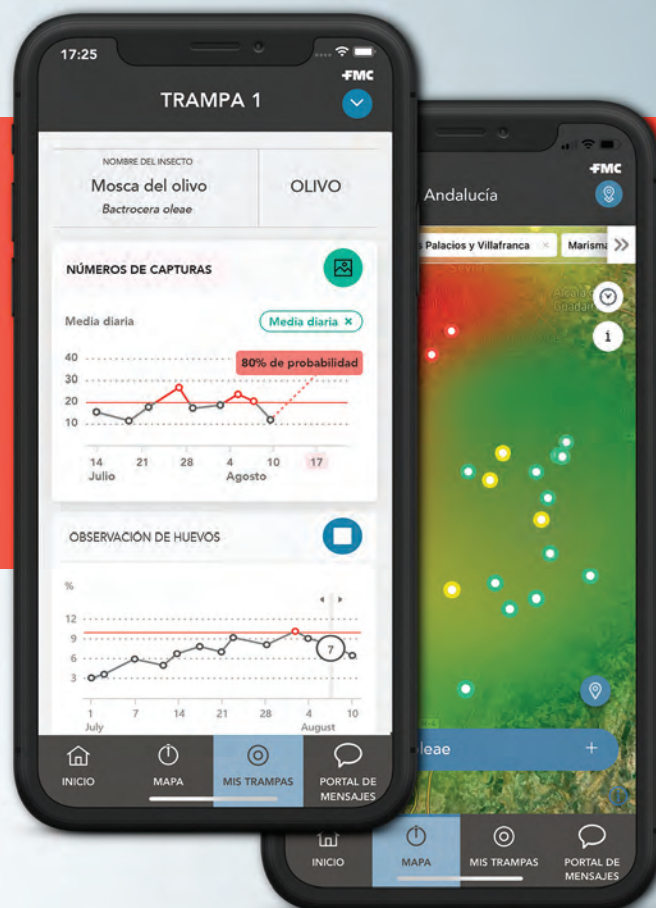 17:25
FMC
TRAMPA 1
NOMBRE DEL INSECTO
Mosca del olivo
Bactrocera oleae
OLIVO
NÚMEROS DE CAPTURAS
Media diaria
Media diaria ×
40
30
20
10
80% de probabilidad
14 21 28 4 10 17
Julio Agosto
OBSERVACIÓN DE HUEVOS
%
12
9
6
3
7
1 7 14 21 28 4 10
July August
INICIO
MAPA
MIS TRAMPAS
PORTAL DE
MENSAJES
FMC
Andalucía
Palacios y Villafranca ×
Marisma
Sevilla
Alcalá
Guadaí
i
leae +
INICIO
MAPA
MIS TRAMPAS
PORTAL DE
MENSAJES